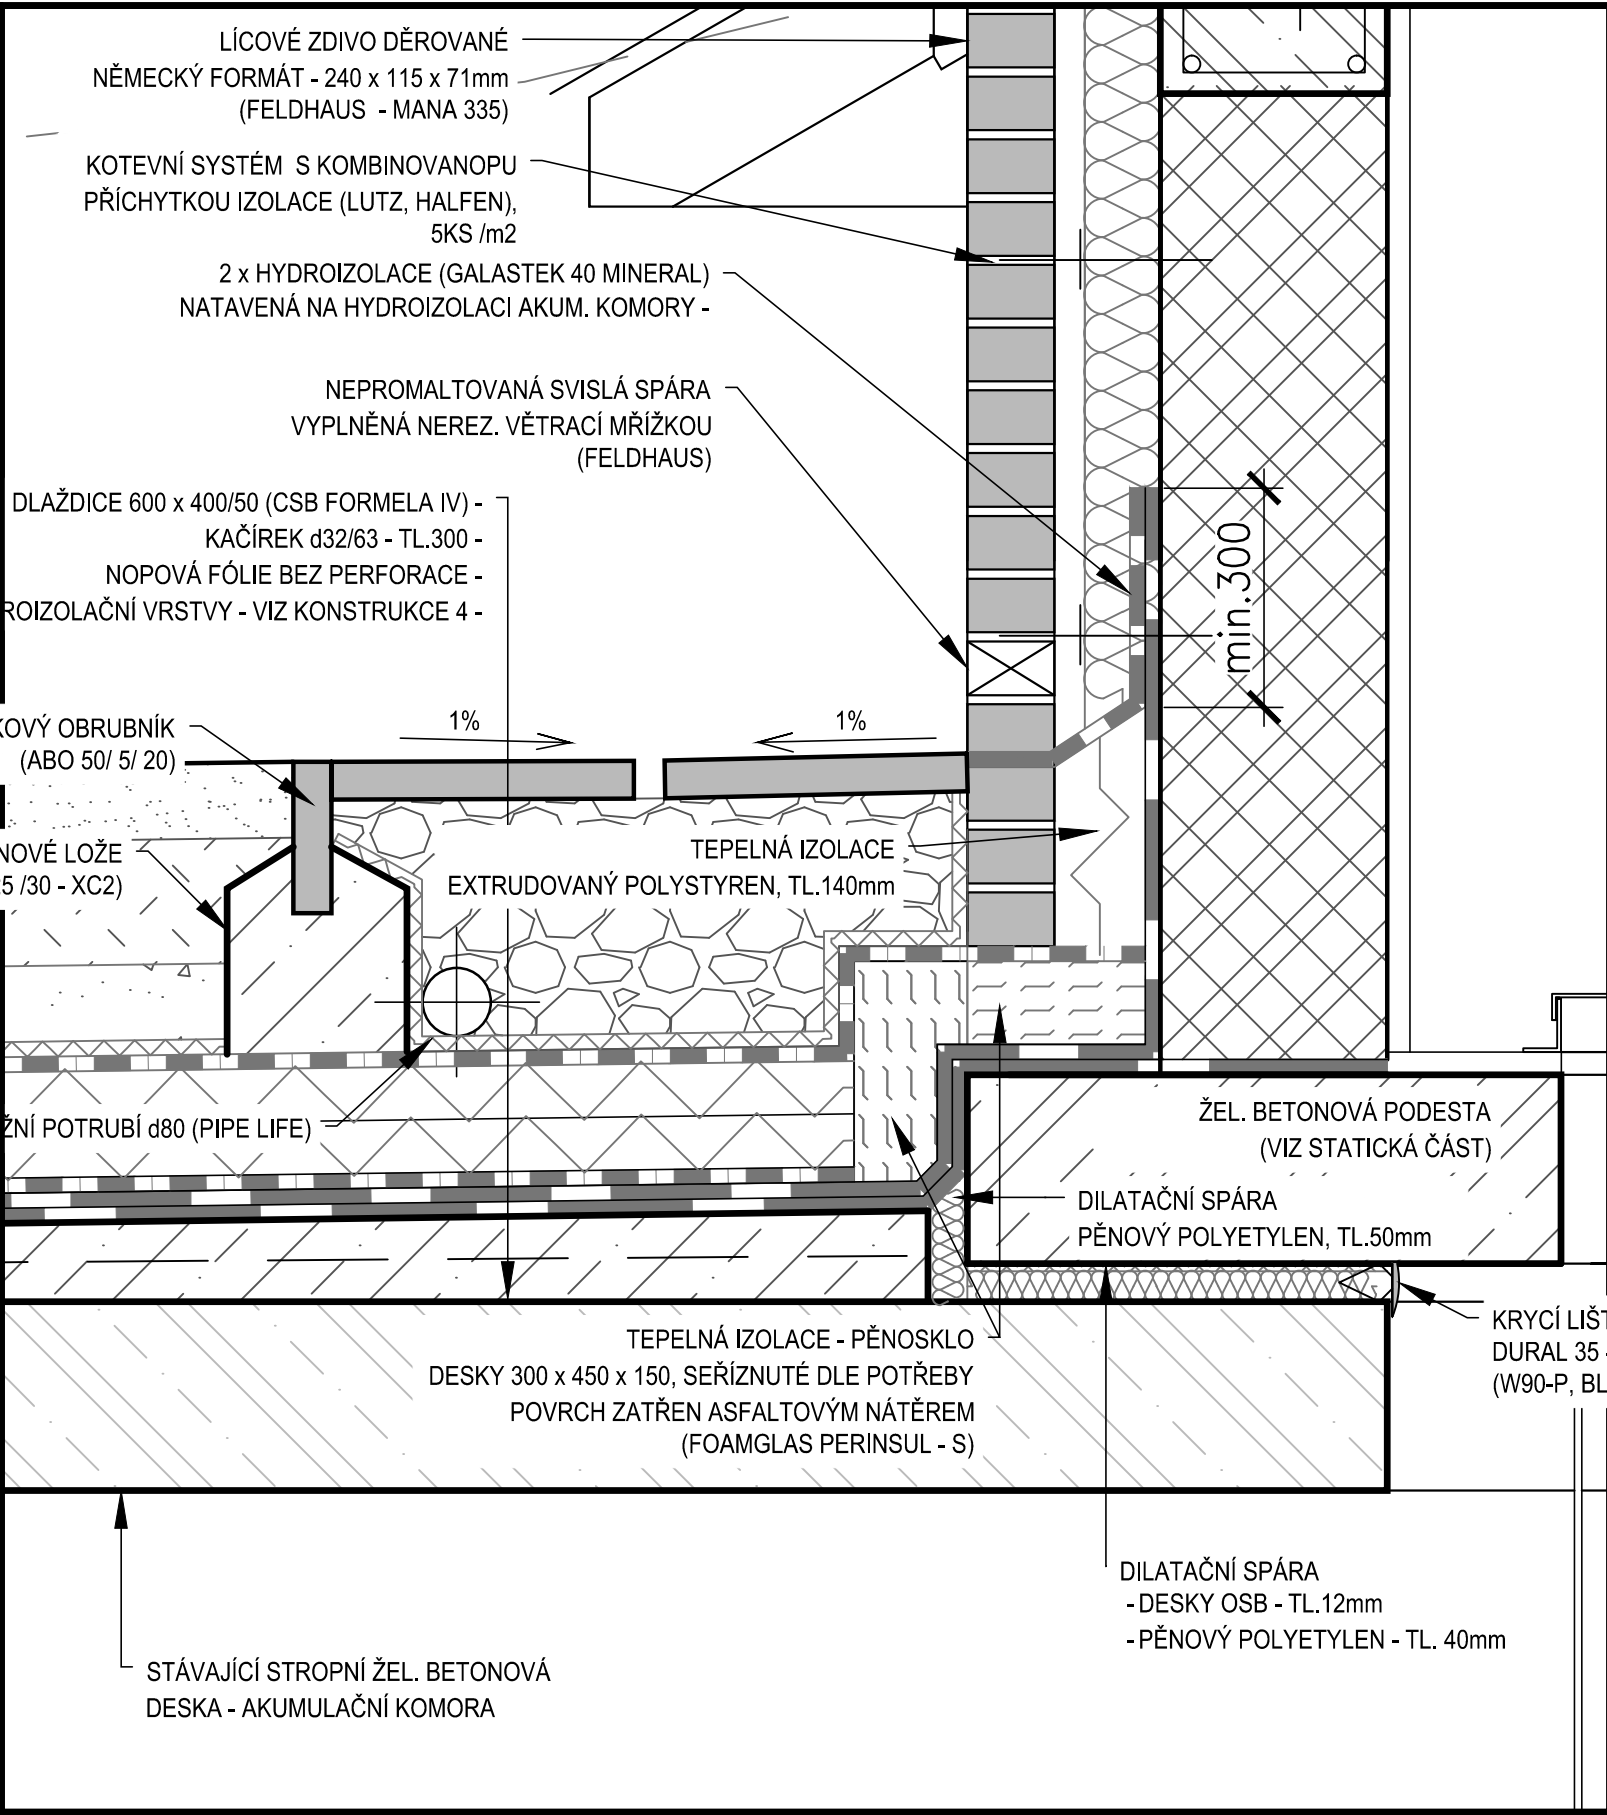 LÍCOVÉ ZDIVO DĚROVANÉ
NĚMECKÝ FORMÁT - 240 x 115 x 71mm
(FELDHAUS - MANA 335)
KOTEVNÍ SYSTÉM S KOMBINOVANOPU
PŘÍCHYTKOU IZOLACE (LUTZ, HALFEN),
5KS /m2
2 x HYDROIZOLACE (GALASTEK 40 MINERAL)
NATAVENÁ NA HYDROIZOLACI AKUM. KOMORY -
NEPROMALTOVANÁ SVISLÁ SPÁRA
VYPLNĚNÁ NEREZ. VĚTRACÍ MŘÍŽKOU
(FELDHAUS)
DLAŽDICE 600 x 400/50 (CSB FORMELA IV) -
KAČÍREK d32/63 - TL.300 -
NOPOVÁ FÓLIE BEZ PERFORACE -
ROIZOLAČNÍ VRSTVY - VIZ KONSTRUKCE 4 -
min.300
KOVÝ OBRUBNÍK
(ABO 50/ 5/ 20)
1%
1%
NOVÉ LOŽE
5 /30 - XC2)
TEPELNÁ IZOLACE
EXTRUDOVANÝ POLYSTYREN, TL.140mm
ŽNÍ POTRUBÍ d80 (PIPE LIFE)
ŽEL. BETONOVÁ PODESTA
(VIZ STATICKÁ ČÁST)
DILATAČNÍ SPÁRA
PĚNOVÝ POLYETYLEN, TL.50mm
TEPELNÁ IZOLACE - PĚNOSKLO
DESKY 300 x 450 x 150, SEŘÍZNUTÉ DLE POTŘEBY
POVRCH ZATŘEN ASFALTOVÝM NÁTĚREM
(FOAMGLAS PERINSUL - S)
KRYCÍ LIŠT
DURAL 35 -
(W90-P, BL
DILATAČNÍ SPÁRA
- DESKY OSB - TL.12mm
- PĚNOVÝ POLYETYLEN - TL. 40mm
STÁVAJÍCÍ STROPNÍ ŽEL. BETONOVÁ
DESKA - AKUMULAČNÍ KOMORA